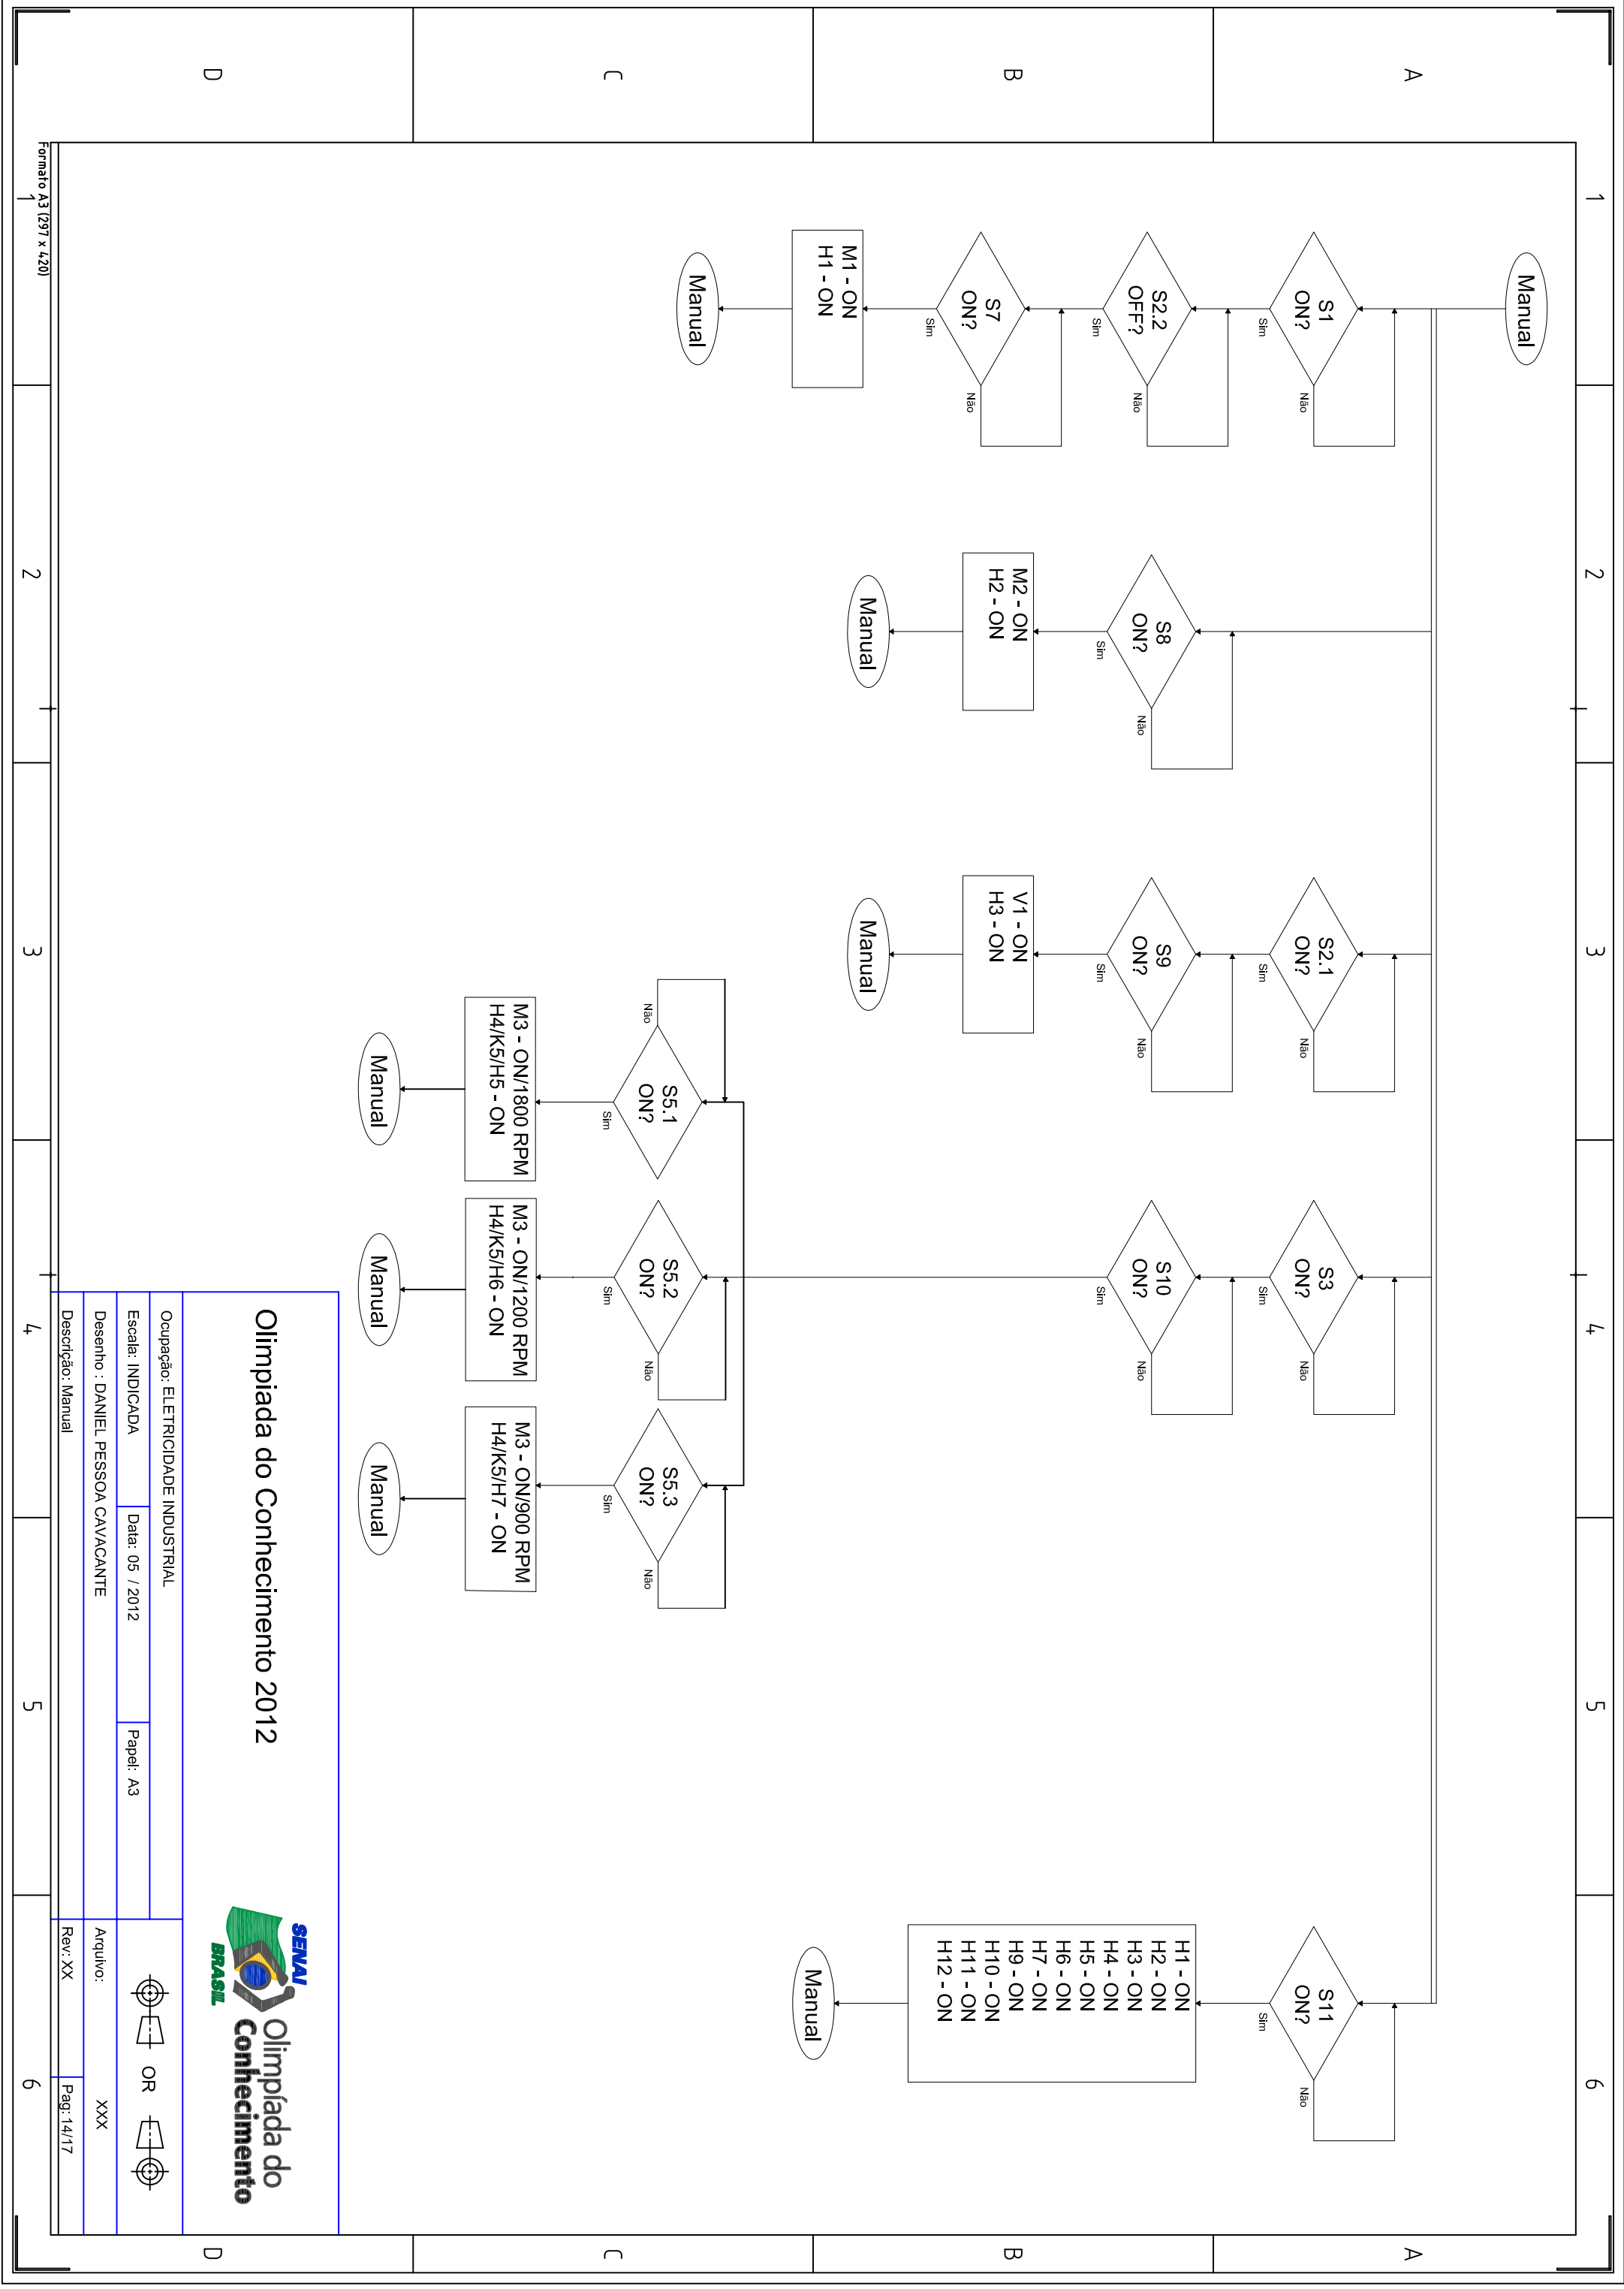 1
2
3
4
5
6
A
A
Manual
S1
ON?
Sim
Não
S2.2
OFF?
Sim
Não
S7
ON?
Sim
Não
M1 - ON
H1 - ON
Manual
S8
ON?
Sim
Não
M2 - ON
H2 - ON
Manual
S2.1
ON?
Sim
Não
S9
ON?
Sim
Não
V1 - ON
H3 - ON
Manual
S3
ON?
Sim
Não
S10
ON?
Sim
Não
S5.1
ON?
Sim
Não
M3 - ON/1800 RPM
H4/K5/H5 - ON
Manual
S5.2
ON?
Sim
Não
M3 - ON/1200 RPM
H4/K5/H6 - ON
Manual
S5.3
ON?
Sim
Não
M3 - ON/900 RPM
H4/K5/H7 - ON
Manual
S11
ON?
Sim
Não
H1 - ON
H2 - ON
H3 - ON
H4 - ON
H5 - ON
H6 - ON
H7 - ON
H9 - ON
H10 - ON
H11 - ON
H12 - ON
Manual
B
B
C
C
D
D
Olimpiada do Conhecimento 2012
SENAI
BRASIL
Olimpíada do
Conhecimento
Ocupação: ELETRICIDADE INDUSTRIAL
Escala: INDICADA
Data: 05 / 2012
Papel: A3
OR
Desenho : DANIEL PESSOA CAVACANTE
Arquivo: XXX
Descrição: Manual
Rev: XX
Pag: 14/17
Formato A3 (297 x 420)
1
2
3
4
5
6